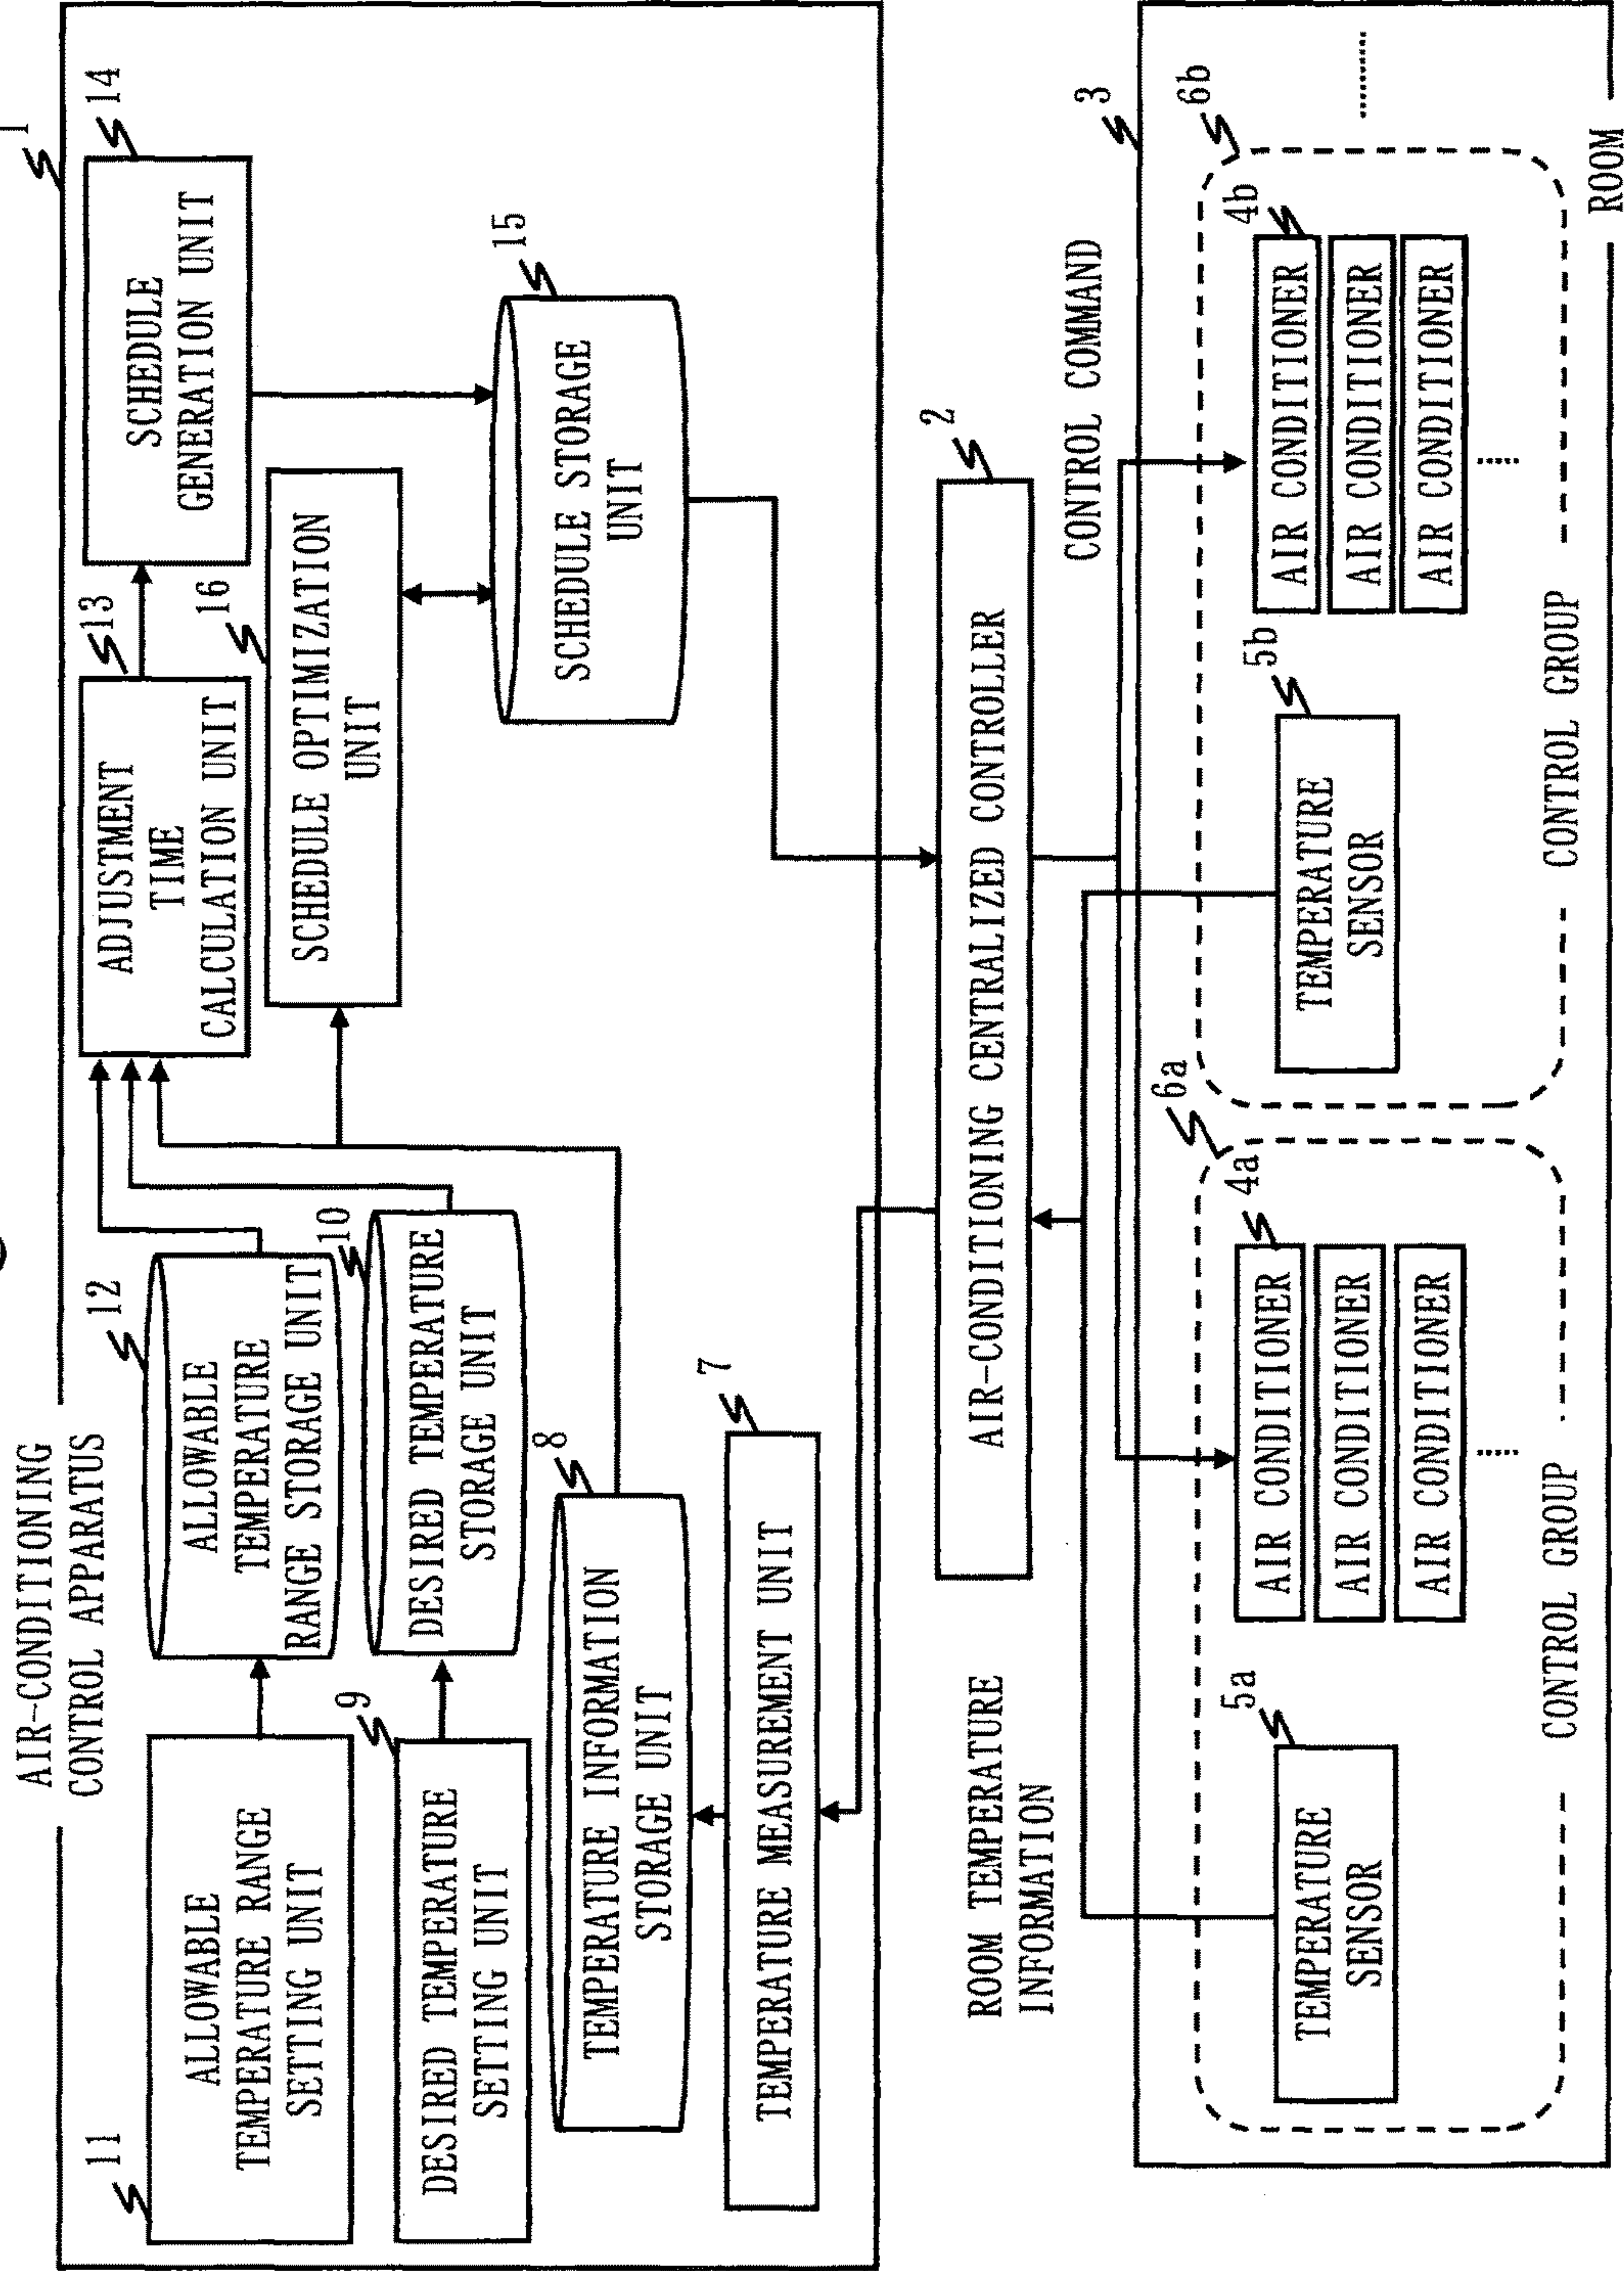 AIR-CONDITIONING
CONTROL APPARATUS
1
11
ALLOWABLE
TEMPERATURE RANGE
SETTING UNIT
12
ALLOWABLE
TEMPERATURE
RANGE STORAGE UNIT
13
ADJUSTMENT
TIME
CALCULATION UNIT
14
SCHEDULE
GENERATION UNIT
9
DESIRED TEMPERATURE
SETTING UNIT
10
DESIRED TEMPERATURE
STORAGE UNIT
16
SCHEDULE OPTIMIZATION
UNIT
8
TEMPERATURE INFORMATION
STORAGE UNIT
15
SCHEDULE STORAGE
UNIT
7
TEMPERATURE MEASUREMENT UNIT
2
AIR-CONDITIONING CENTRALIZED CONTROLLER
ROOM TEMPERATURE
INFORMATION
CONTROL COMMAND
3
6a
6b
5a
TEMPERATURE
SENSOR
4a
AIR CONDITIONER
AIR CONDITIONER
AIR CONDITIONER
CONTROL GROUP
5b
TEMPERATURE
SENSOR
4b
AIR CONDITIONER
AIR CONDITIONER
AIR CONDITIONER
CONTROL GROUP
ROOM